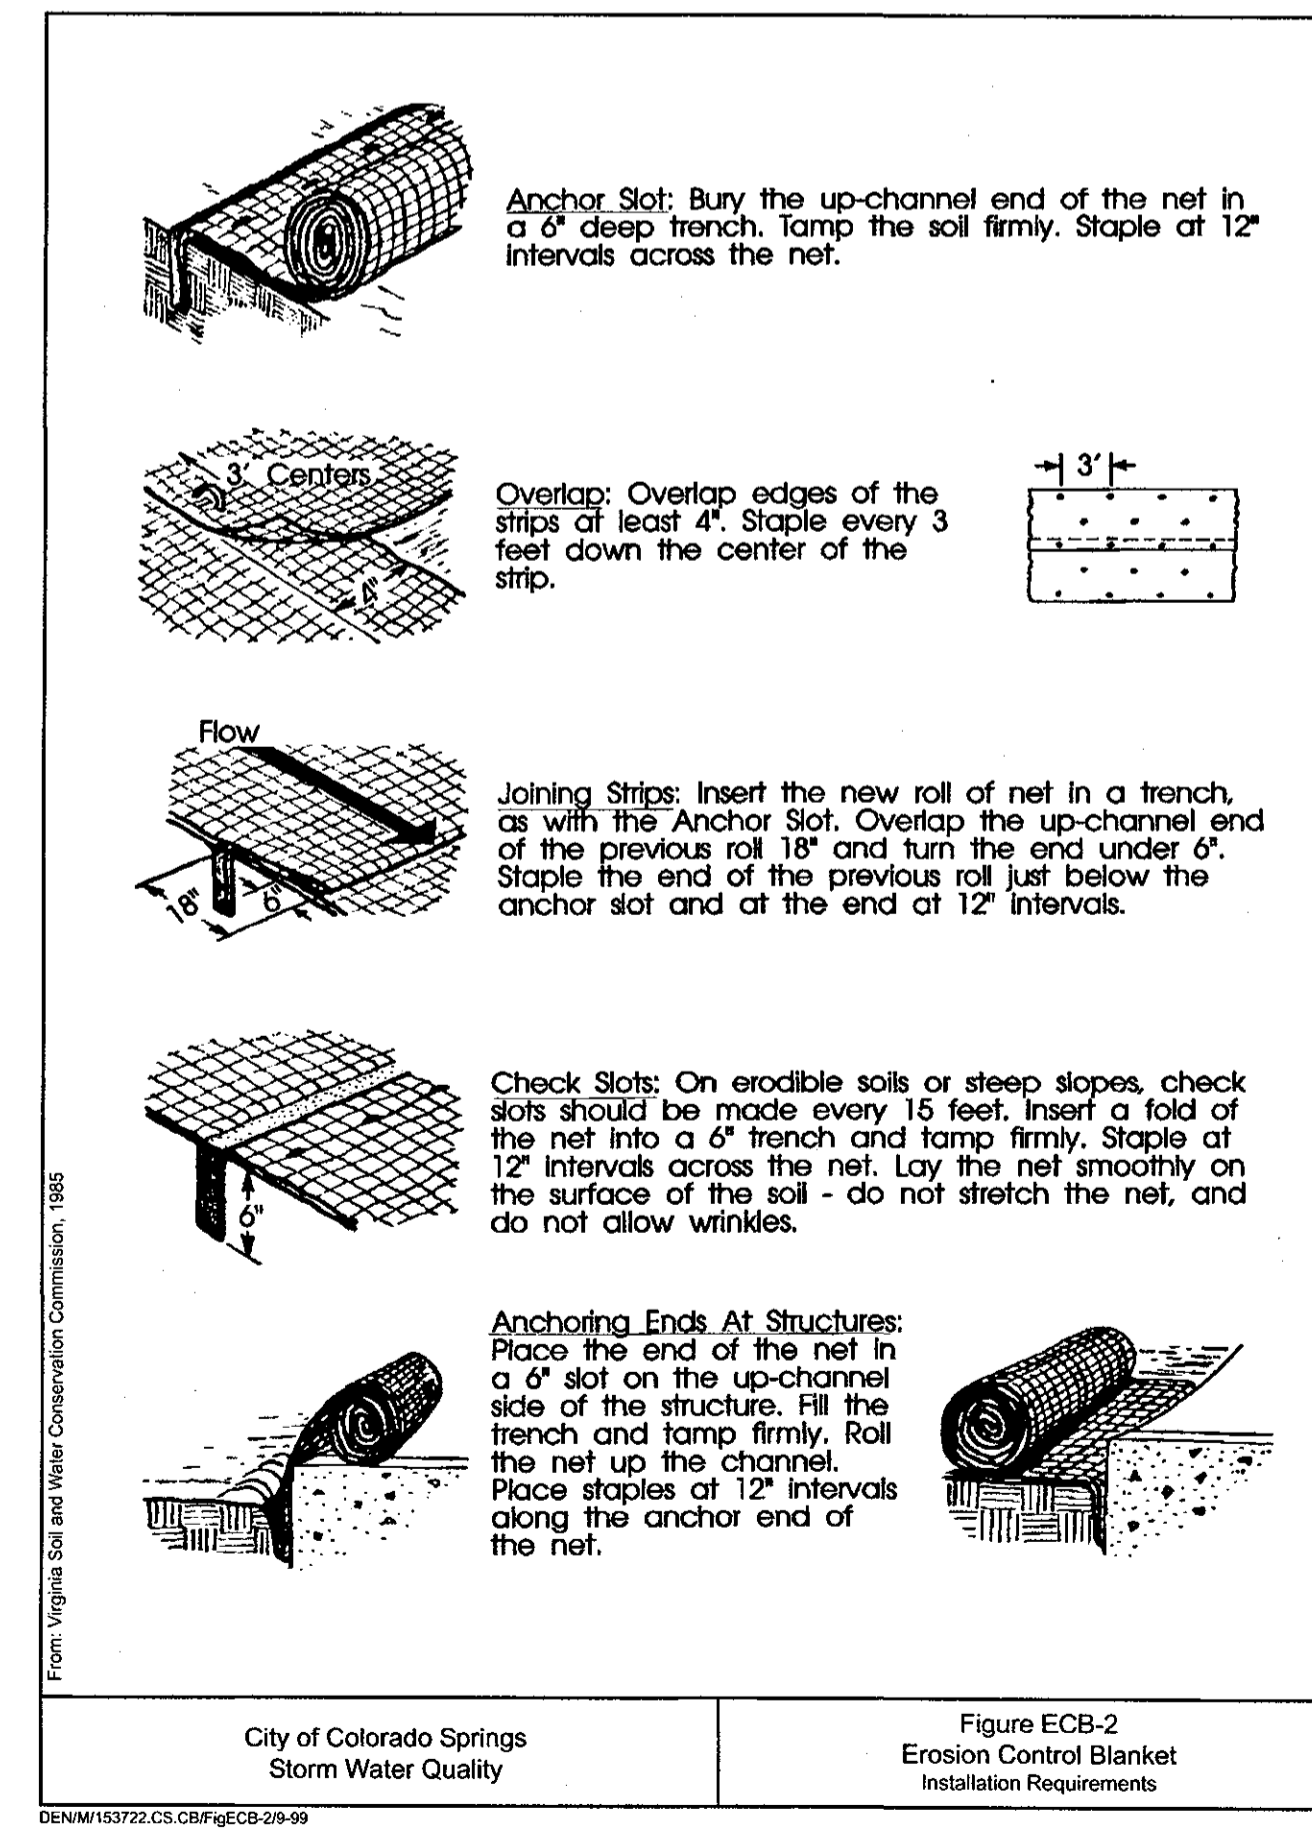 Anchor Slot: Bury the up-channel end of the net in
a 6" deep trench. Tamp the soil firmly. Staple at 12"
intervals across the net.
3' Centers
4"
Overlap: Overlap edges of the
strips at least 4". Staple every 3
feet down the center of the
strip.
3'
Flow
18"
6"
Joining Strips: Insert the new roll of net in a trench,
as with the Anchor Slot. Overlap the up-channel end
of the previous roll 18" and turn the end under 6".
Staple the end of the previous roll just below the
anchor slot and at the end at 12" intervals.
6"
Check Slots: On erodible soils or steep slopes, check
slots should be made every 15 feet. Insert a fold of
the net into a 6" trench and tamp firmly. Staple at
12" intervals across the net. Lay the net smoothly on
the surface of the soil - do not stretch the net, and
do not allow wrinkles.
Anchoring Ends At Structures:
Place the end of the net in
a 6" slot on the up-channel
side of the structure. Fill the
trench and tamp firmly. Roll
the net up the channel.
Place staples at 12" intervals
along the anchor end of
the net.
From: Virginia Soil and Water Conservation Commission, 1985
City of Colorado Springs
Storm Water Quality
Figure ECB-2
Erosion Control Blanket
Installation Requirements
DEN/M/153722.CS.CB/FigECB-2/9-99